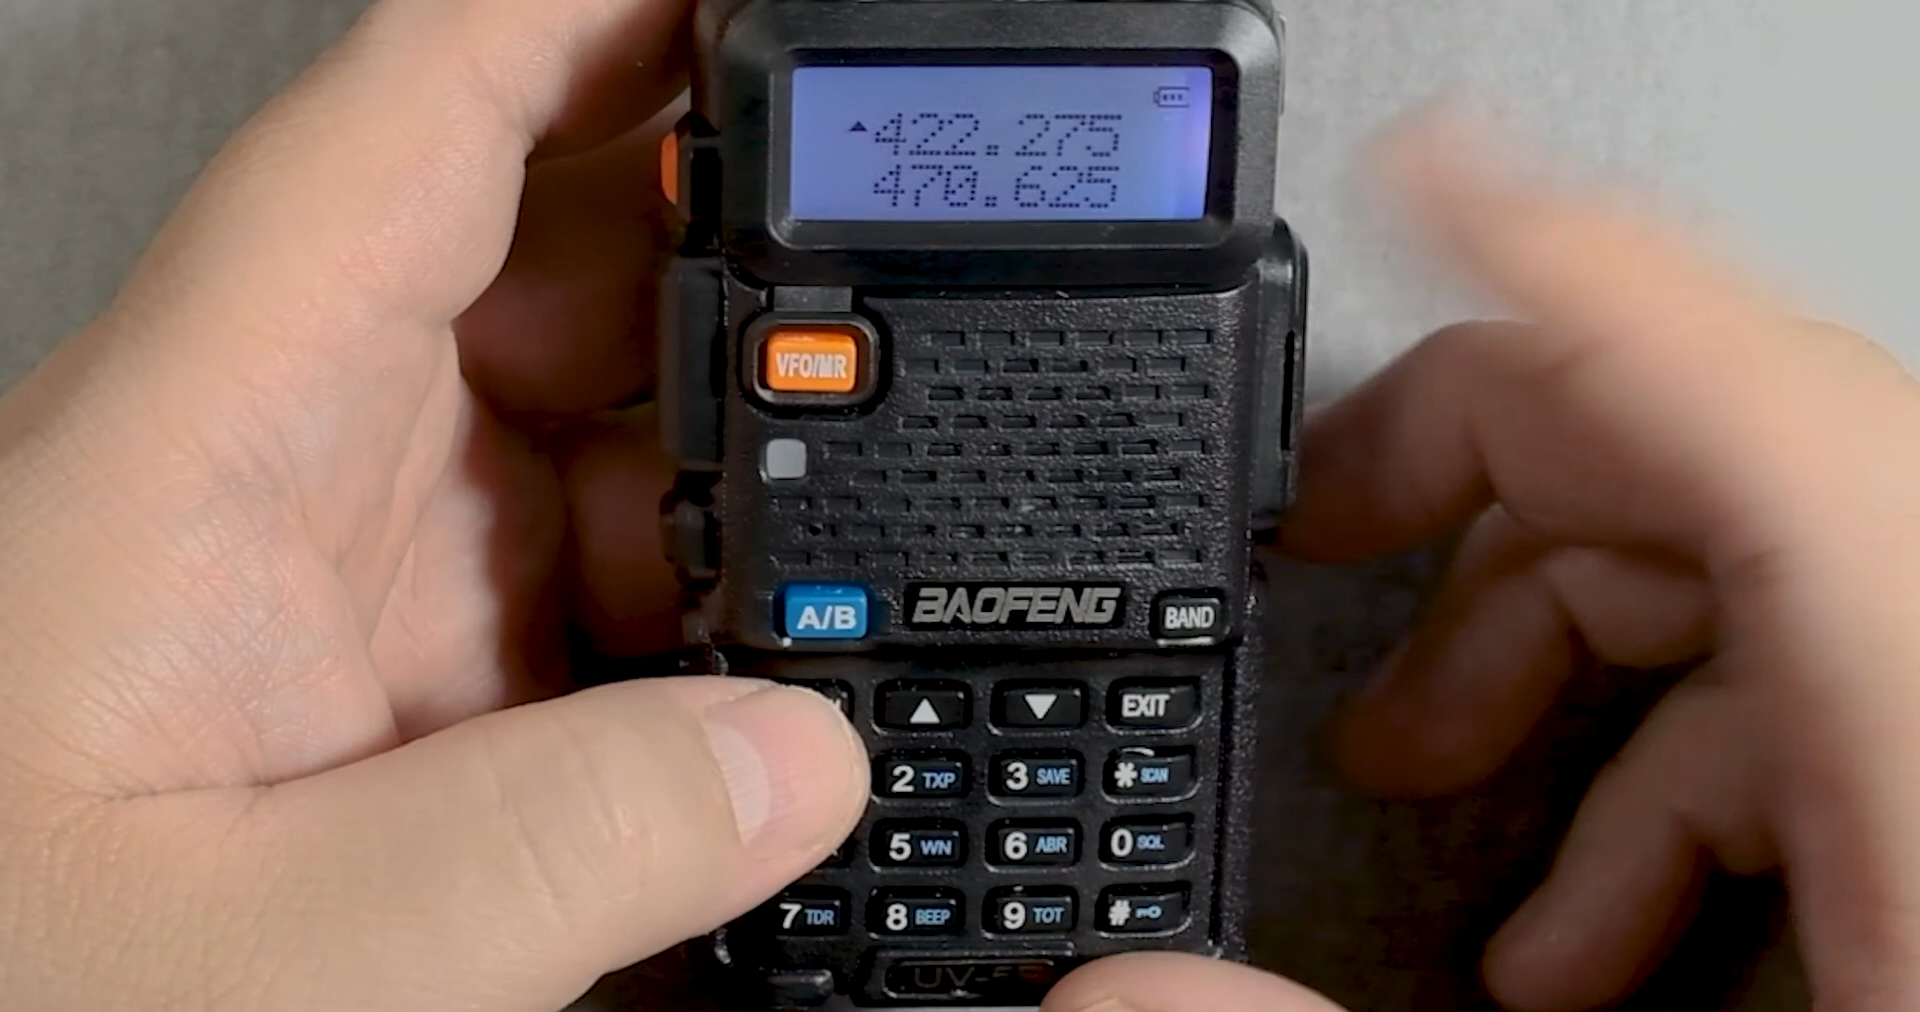 ▲422.275
470.625
VFO/MR
A/B BAOFENG BAND
▲ ▼ EXIT
2 TXP 3 SAVE * SCAN
5 WN 6 ABR 0 SQL
7 TDR 8 BEEP 9 TOT #